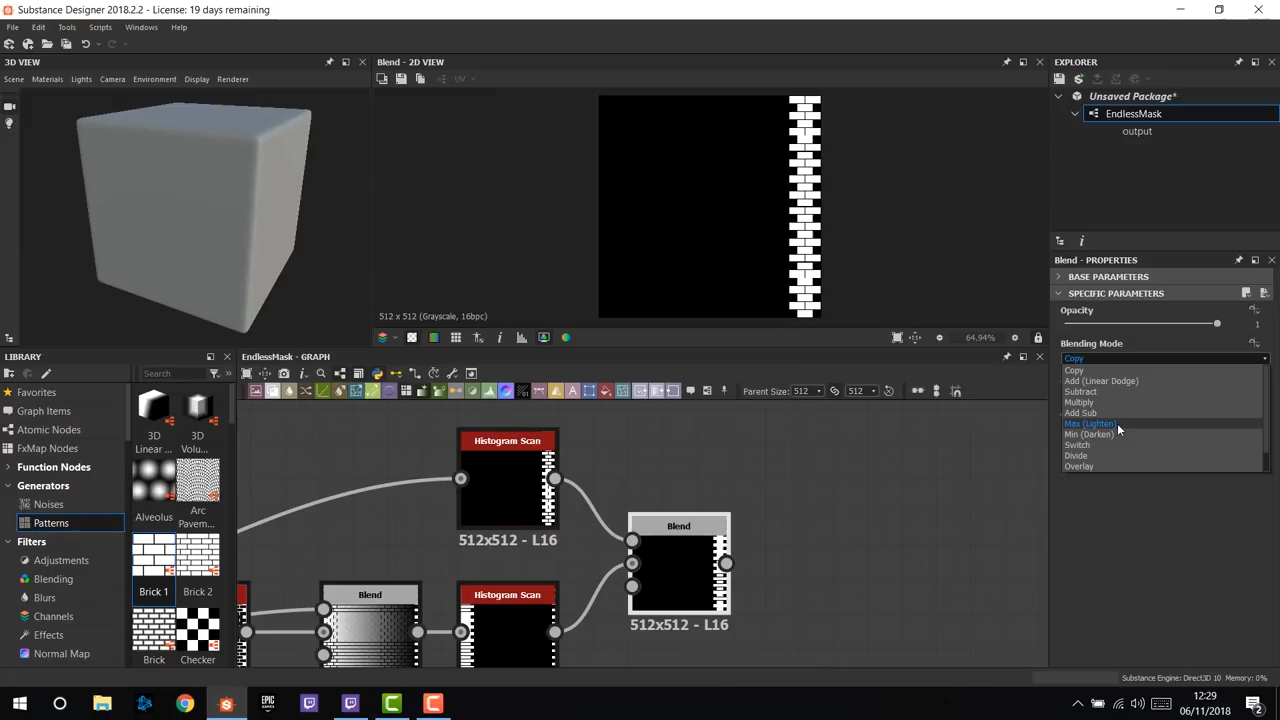 Substance Designer 2018.2.2 - License: 19 days remaining
File Edit Tools Scripts Windows Help
3D VIEW
Scene Materials Lights Camera Environment Display Renderer
Blend - 2D VIEW
UV
512 x 512 (Grayscale, 16bpc)
64.94%
EXPLORER
Unsaved Package*
EndlessMask
output
Blend - PROPERTIES
BASE PARAMETERS
SPECIFIC PARAMETERS
Opacity
1
Blending Mode
Copy
Copy
Add (Linear Dodge)
Subtract
Multiply
Add Sub
Max (Lighten)
Min (Darken)
Switch
Divide
Overlay
LIBRARY
Search
Favorites
Graph Items
Atomic Nodes
FxMap Nodes
Function Nodes
Generators
Noises
Patterns
Filters
Adjustments
Blending
Blurs
Channels
Effects
Normal Map
3D Linear ...
3D Volu...
Alveolus
Arc Pavem...
Brick 1
Brick 2
Brick
Checker
EndlessMask - GRAPH
Parent Size: 512 512
Histogram Scan
512x512 - L16
Blend
512x512 - L16
Blend
Histogram Scan
Substance Engine: Direct3D 10 Memory: 0%
EPIC GAMES
12:29
06/11/2018
2